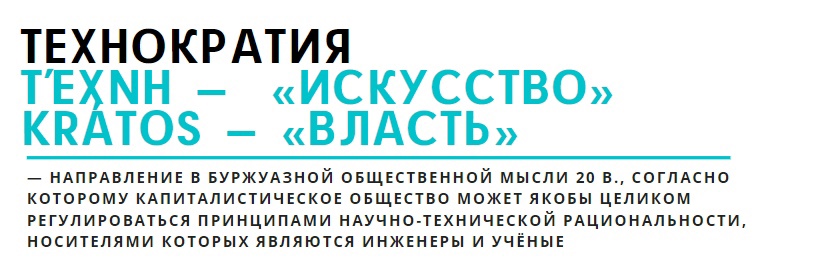 ТЕХНОКРАТИЯ
T'EXNH – «ИСКУССТВО»
KRÁTOS – «ВЛАСТЬ»
— НАПРАВЛЕНИЕ В БУРЖУАЗНОЙ ОБЩЕСТВЕННОЙ МЫСЛИ 20 В., СОГЛАСНО
КОТОРОМУ КАПИТАЛИСТИЧЕСКОЕ ОБЩЕСТВО МОЖЕТ ЯКОБЫ ЦЕЛИКОМ
РЕГУЛИРОВАТЬСЯ ПРИНЦИПАМИ НАУЧНО-ТЕХНИЧЕСКОЙ РАЦИОНАЛЬНОСТИ,
НОСИТЕЛЯМИ КОТОРЫХ ЯВЛЯЮТСЯ ИНЖЕНЕРЫ И УЧЁНЫЕ